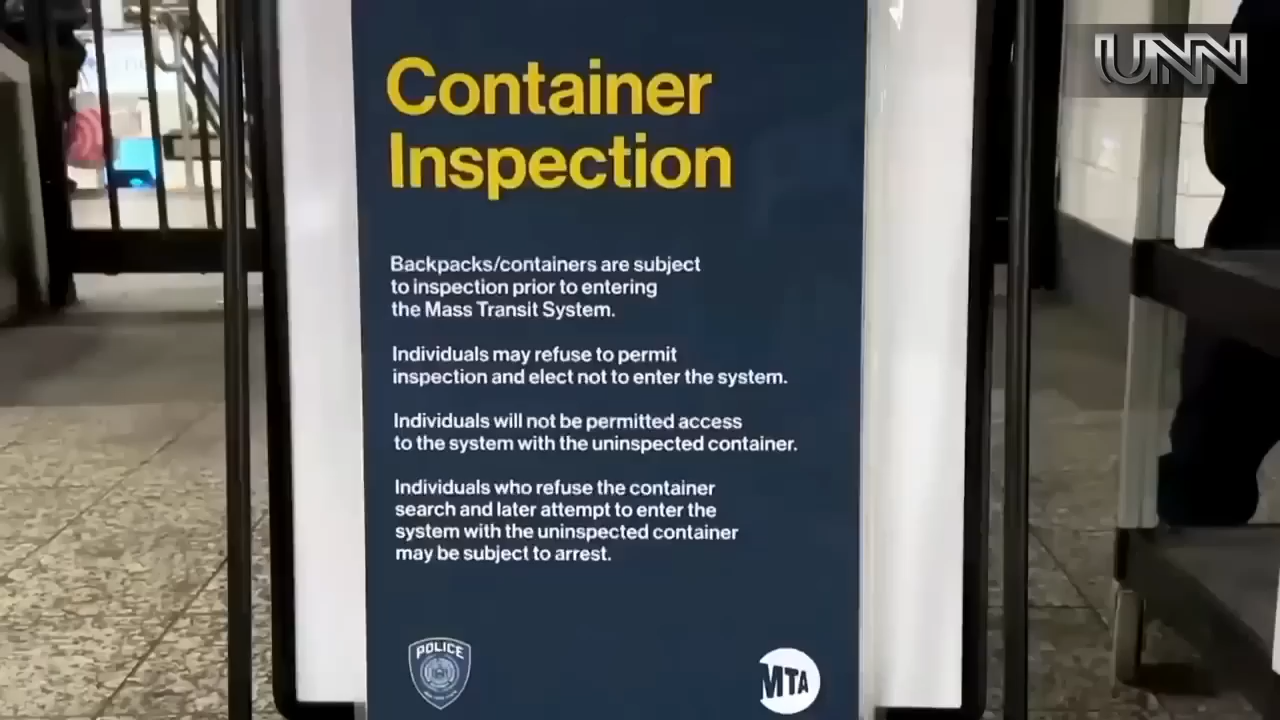 UNN
Container
Inspection
Backpacks/containers are subject
to inspection prior to entering
the Mass Transit System.
Individuals may refuse to permit
inspection and elect not to enter the system.
Individuals will not be permitted access
to the system with the uninspected container.
Individuals who refuse the container
search and later attempt to enter the
system with the uninspected container
may be subject to arrest.
POLICE
MTA